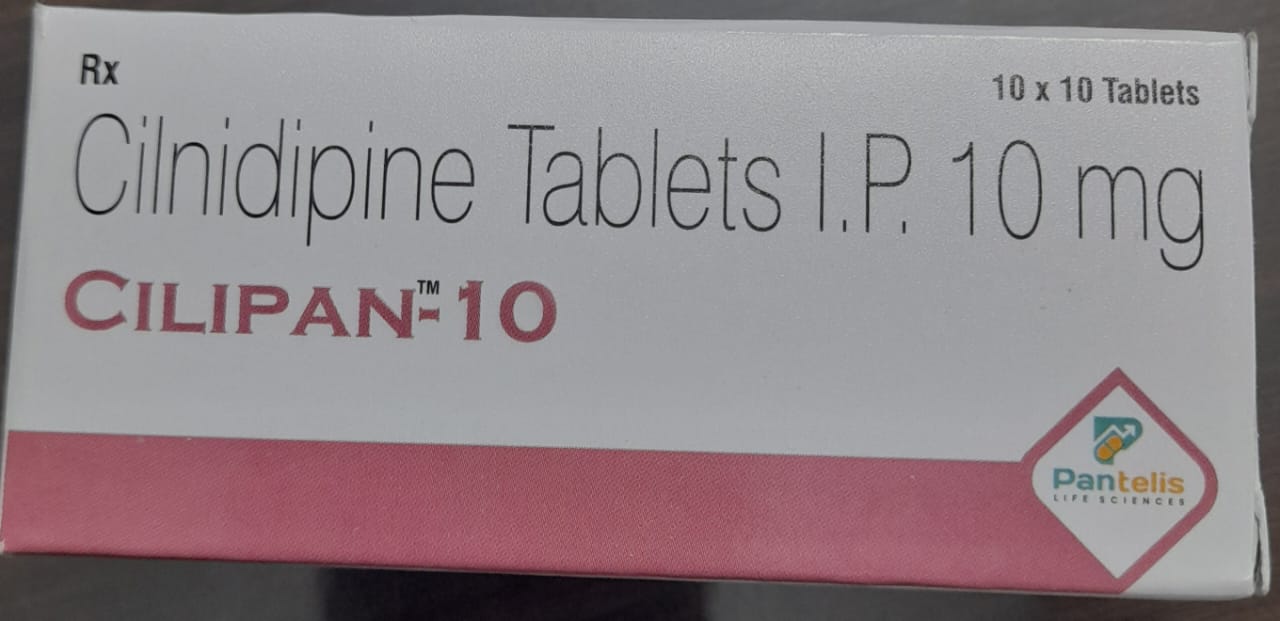 Rx
10 x 10 Tablets
Cilnidipine Tablets I.P. 10 mg
CILIPAN™-10
Pantelis
LIFE SCIENCES